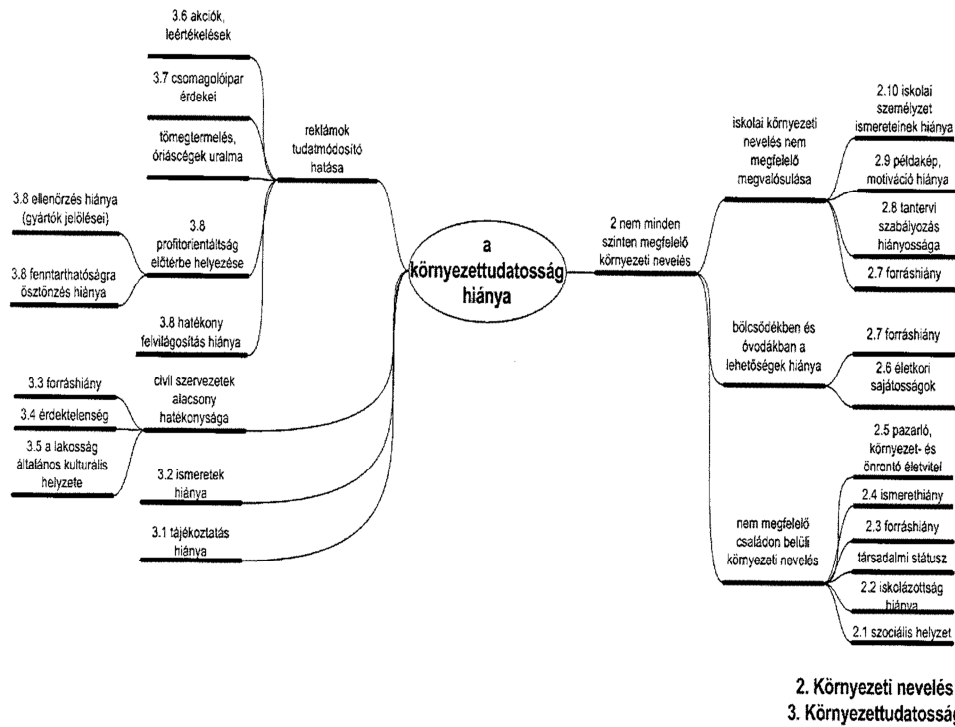 3.6 akciók,
leértékelések
3.7 csomagolóipar
érdekei
tömegtermelés,
óriáscégek uralma
reklámok
tudatmódosító
hatása
3.8 ellenőrzés hiánya
(gyártók jelölései)
3.8
profitorientáltság
előtérbe helyezése
3.8 fenntarthatóságra
ösztönzés hiánya
3.8 hatékony
felvilágosítás hiánya
3.3 forráshiány
3.4 érdektelenség
3.5 a lakosság
általános kulturális
helyzete
civil szervezetek
alacsony
hatékonysága
3.2 ismeretek
hiánya
3.1 tájékoztatás
hiánya
a
környezettudatosság
hiánya
2 nem minden
szinten megfelelő
környezeti nevelés
iskolai környezeti
nevelés nem
megfelelő
megvalósulása
2.10 iskolai
személyzet
ismereteinek hiánya
2.9 példakép,
motiváció hiánya
2.8 tantervi
szabályozás
hiányossága
2.7 forráshiány
bölcsődékben és
óvodákban a
lehetőségek hiánya
2.7 forráshiány
2.6 életkori
sajátosságok
nem megfelelő
családon belüli
környezeti nevelés
2.5 pazarló,
környezet- és
önrontó életvitel
2.4 ismerethiány
2.3 forráshiány
társadalmi státusz
2.2 iskolázottság
hiánya
2.1 szociális helyzet
2. Környezeti nevelés
3. Környezettudatosság